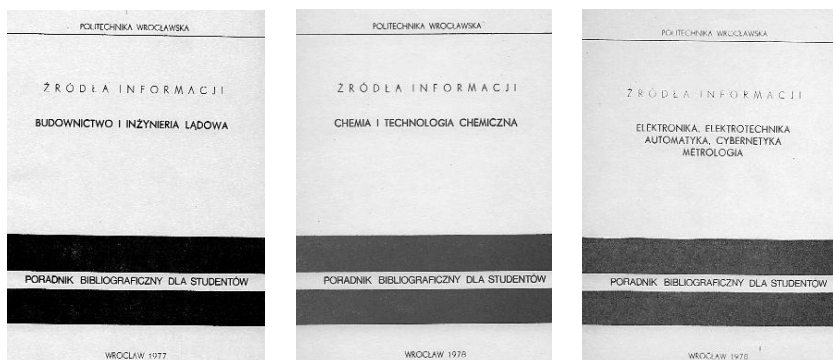 POLITECHNIKA WROCŁAWSKA
ŹRÓDŁA INFORMACJI
BUDOWNICTWO I INŻYNIERIA LĄDOWA
PORADNIK BIBLIOGRAFICZNY DLA STUDENTÓW
WROCŁAW 1977
POLITECHNIKA WROCŁAWSKA
ŹRÓDŁA INFORMACJI
CHEMIA I TECHNOLOGIA CHEMICZNA
PORADNIK BIBLIOGRAFICZNY DLA STUDENTÓW
WROCŁAW 1978
POLITECHNIKA WROCŁAWSKA
ŹRÓDŁA INFORMACJI
ELEKTRONIKA, ELEKTROTECHNIKA
AUTOMATYKA, CYBERNETYKA
METROLOGIA
PORADNIK BIBLIOGRAFICZNY DLA STUDENTÓW
WROCŁAW 1978